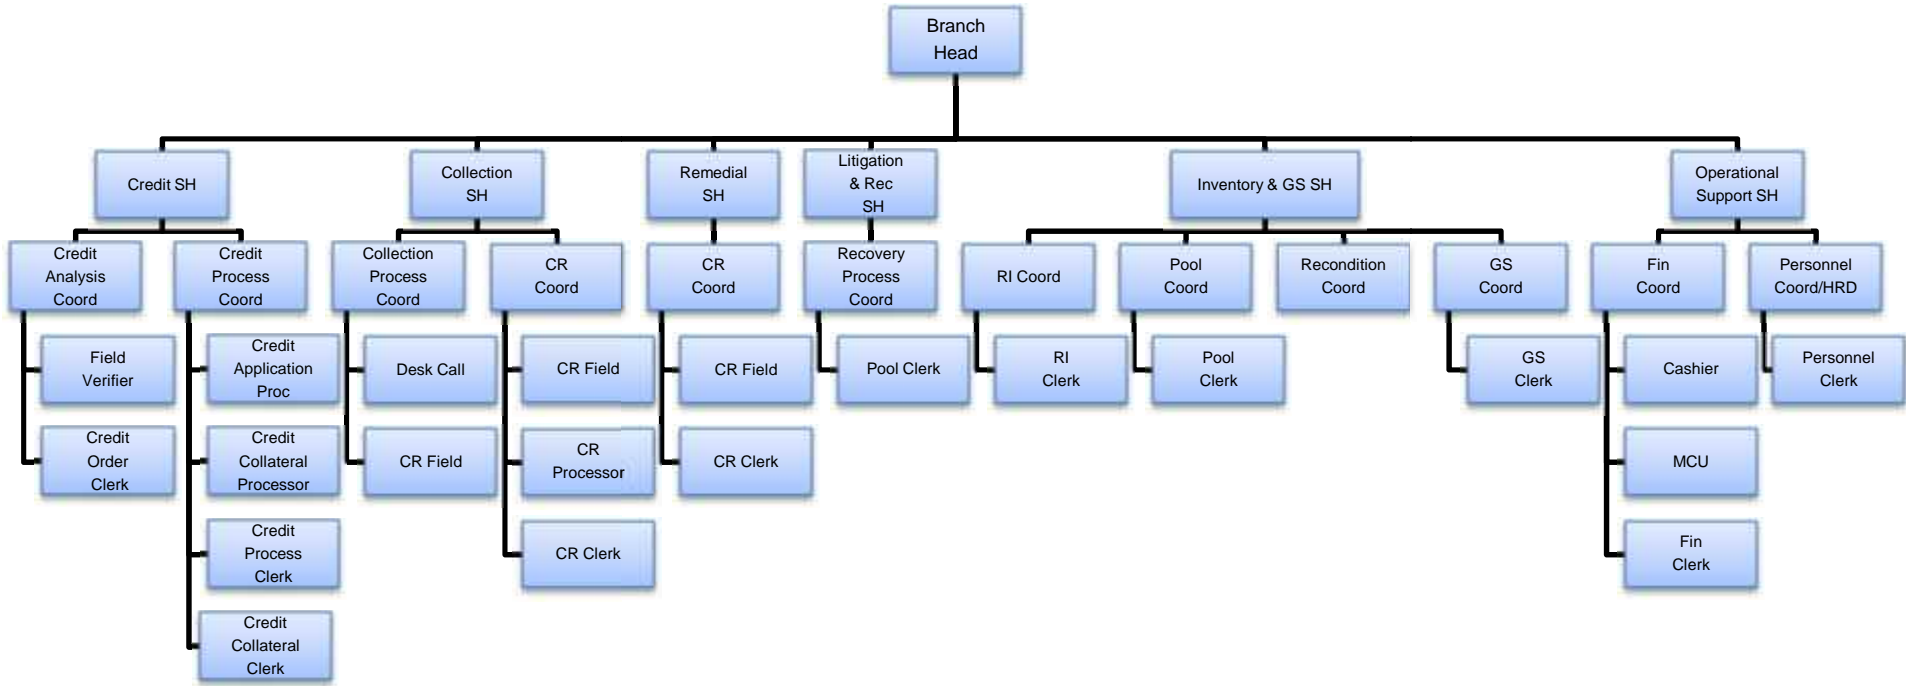 Branch
Head
Credit SH
Collection
SH
Remedial
SH
Litigation
& Rec
SH
Inventory & GS SH
Operational
Support SH
Credit
Analysis
Coord
Credit
Process
Coord
Collection
Process
Coord
CR
Coord
CR
Coord
Recovery
Process
Coord
RI Coord
Pool
Coord
Recondition
Coord
GS
Coord
Fin
Coord
Personnel
Coord/HRD
Field
Verifier
Credit
Application
Proc
Desk Call
CR Field
CR Field
Pool Clerk
RI
Clerk
Pool
Clerk
GS
Clerk
Cashier
Personnel
Clerk
Credit
Order
Clerk
Credit
Collateral
Processor
CR Field
CR
Processor
CR Clerk
MCU
Credit
Process
Clerk
CR Clerk
Fin
Clerk
Credit
Collateral
Clerk